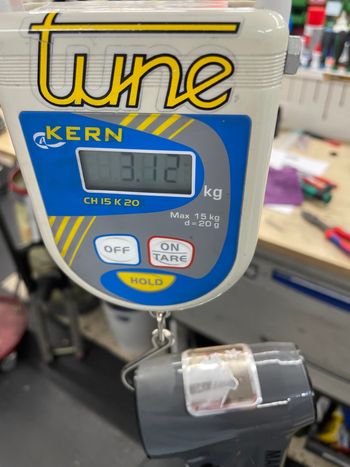 tune
KERN
3.12
kg
CH 15 K 20
Max 15 kg
d= 20 g
OFF
ON
TARE
HOLD